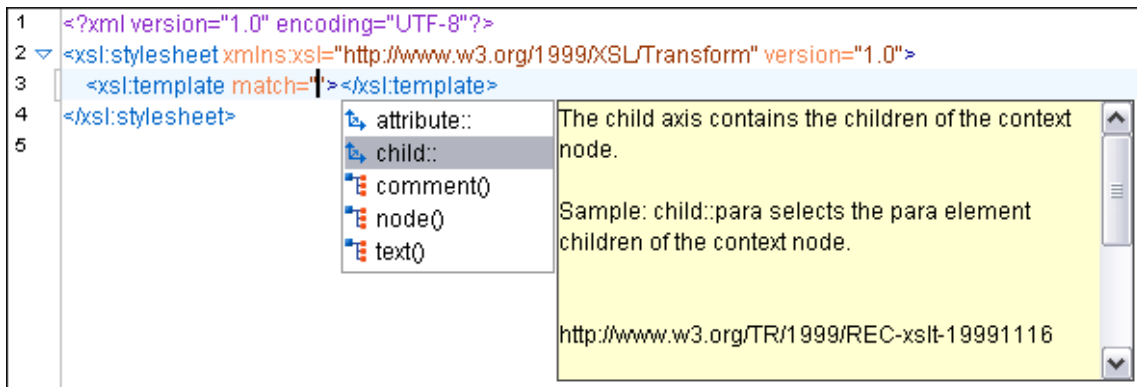 1 <?xml version="1.0" encoding="UTF-8"?>
2 <xsl:stylesheet xmlns:xsl="http://www.w3.org/1999/XSL/Transform" version="1.0">
3 <xsl:template match=""></xsl:template>
4 </xsl:stylesheet>
5
attribute::
child::
comment()
node()
text()
The child axis contains the children of the context
node.
Sample: child::para selects the para element
children of the context node.
http://www.w3.org/TR/1999/REC-xslt-19991116